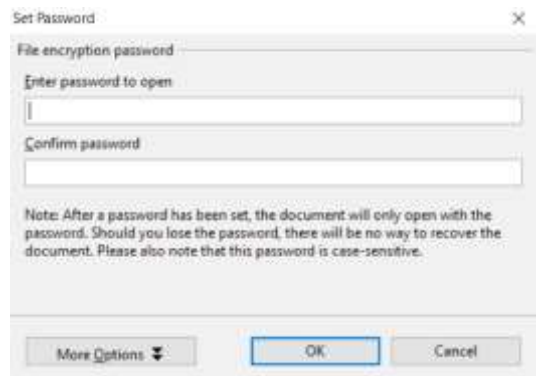 Set Password
File encryption password
Enter password to open
Confirm password
Note: After a password has been set, the document will only open with the
password. Should you lose the password, there will be no way to recover the
document. Please also note that this password is case-sensitive.
More Options OK Cancel